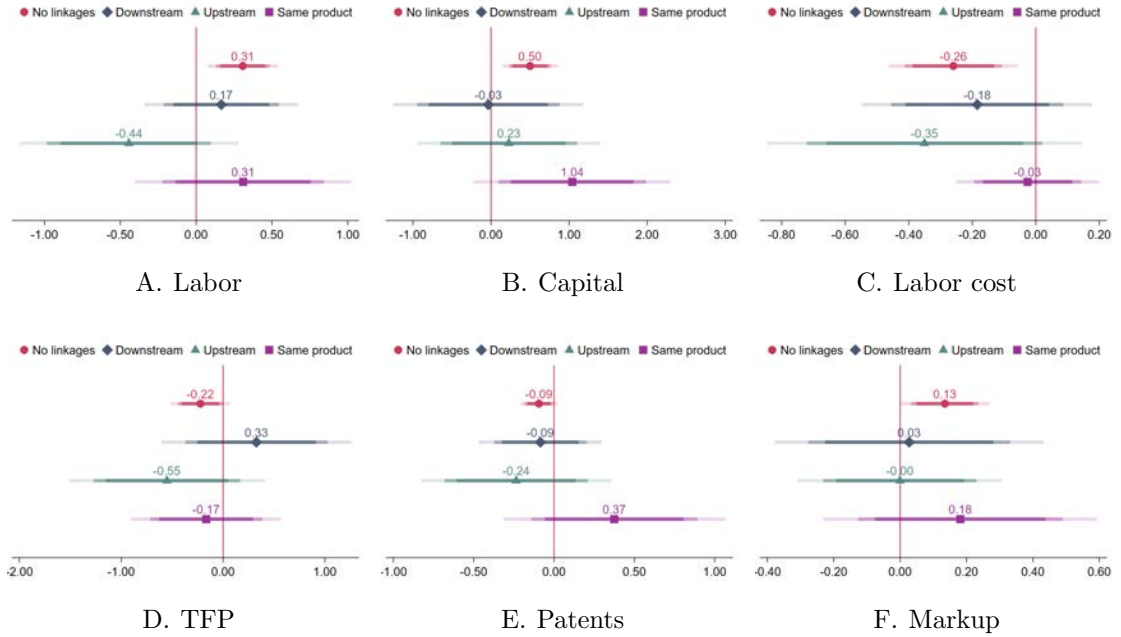 No linkages Downstream Upstream Same product
0.31
0.17
-0.44
0.31
-1.00 -0.50 0.00 0.50 1.00
A. Labor
No linkages Downstream Upstream Same product
0.50
-0.03
0.23
1.04
-1.00 0.00 1.00 2.00 3.00
B. Capital
No linkages Downstream Upstream Same product
-0.26
-0.18
-0.35
-0.03
-0.80 -0.60 -0.40 -0.20 0.00 0.20
C. Labor cost
No linkages Downstream Upstream Same product
-0.22
0.33
-0.55
-0.17
-2.00 -1.00 0.00 1.00
D. TFP
No linkages Downstream Upstream Same product
-0.09
-0.09
-0.24
0.37
-1.00 -0.50 0.00 0.50 1.00
E. Patents
No linkages Downstream Upstream Same product
0.13
0.03
-0.00
0.18
-0.40 -0.20 0.00 0.20 0.40 0.60
F. Markup